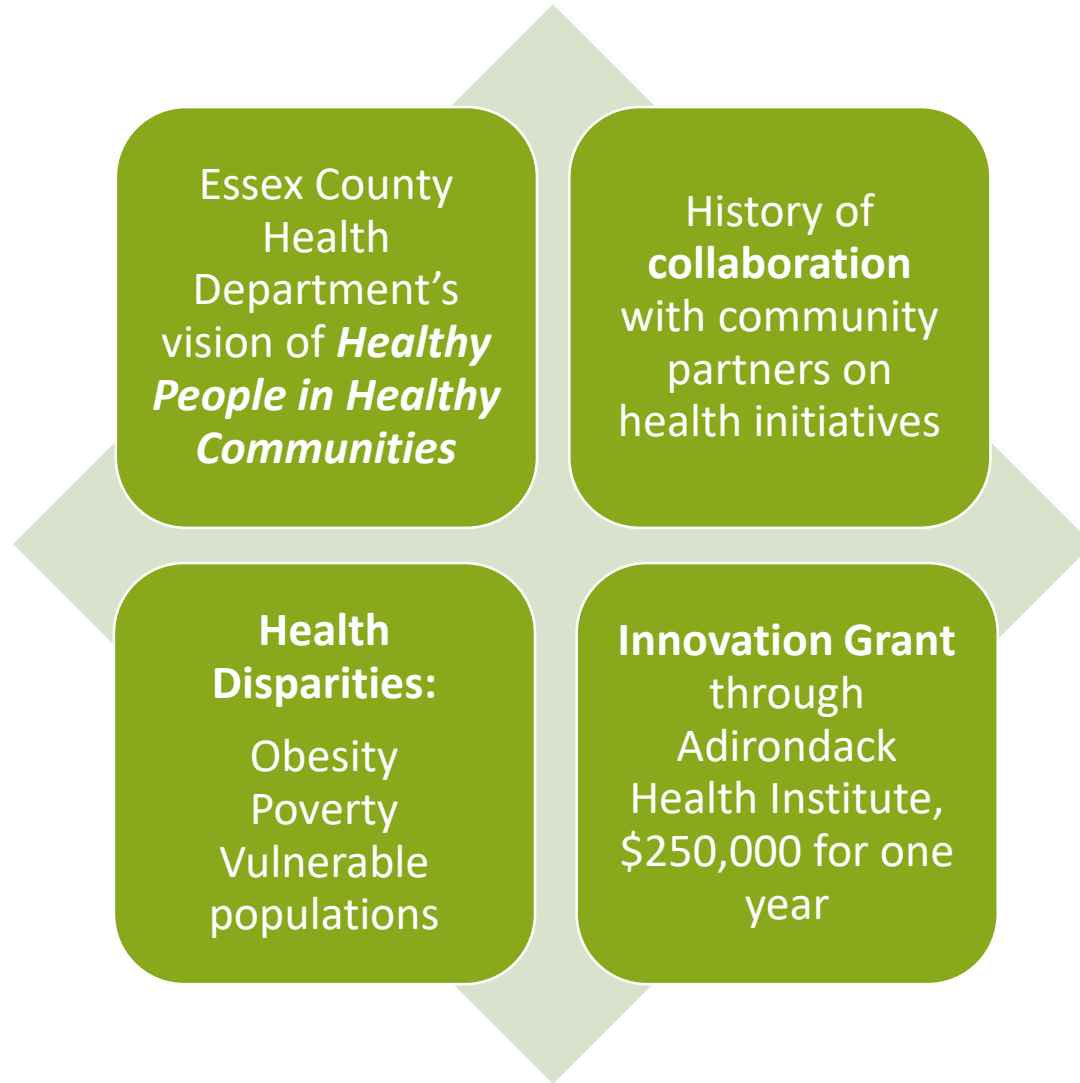 Essex County
Health
Department’s
vision of Healthy
People in Healthy
Communities
History of
collaboration
with community
partners on
health initiatives
Health
Disparities:
Obesity
Poverty
Vulnerable
populations
Innovation Grant
through
Adirondack
Health Institute,
$250,000 for one
year